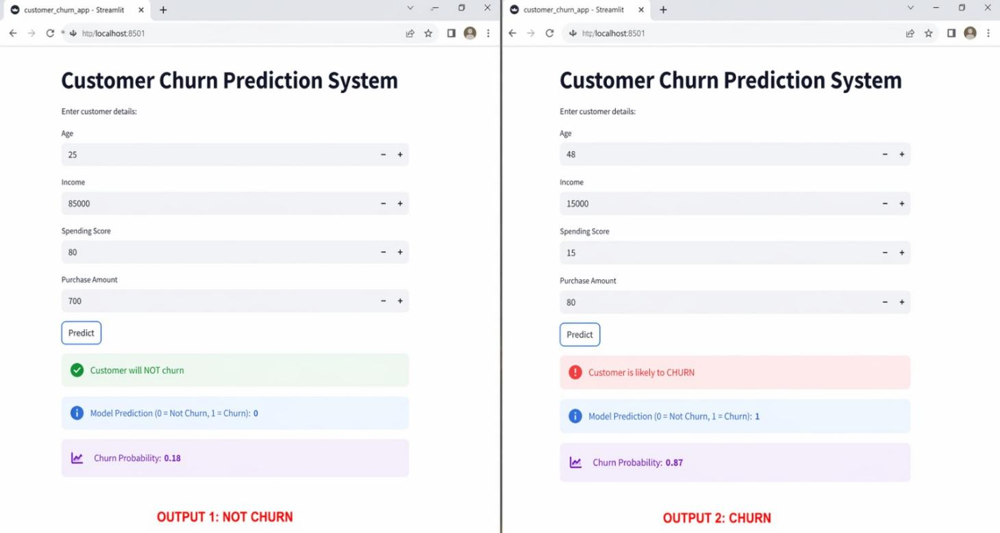 customer_churn_app - Streamlit
http/localhost:8501
Customer Churn Prediction System
Enter customer details:
Age
25
Income
85000
Spending Score
80
Purchase Amount
700
Predict
Customer will NOT churn
Model Prediction (0 = Not Churn, 1 = Churn): 0
Churn Probability: 0.18
OUTPUT 1: NOT CHURN
customer_churn_app - Streamlit
http/localhost:8501
Customer Churn Prediction System
Enter customer details:
Age
48
Income
15000
Spending Score
15
Purchase Amount
80
Predict
Customer is likely to CHURN
Model Prediction (0 = Not Churn, 1 = Churn): 1
Churn Probability: 0.87
OUTPUT 2: CHURN